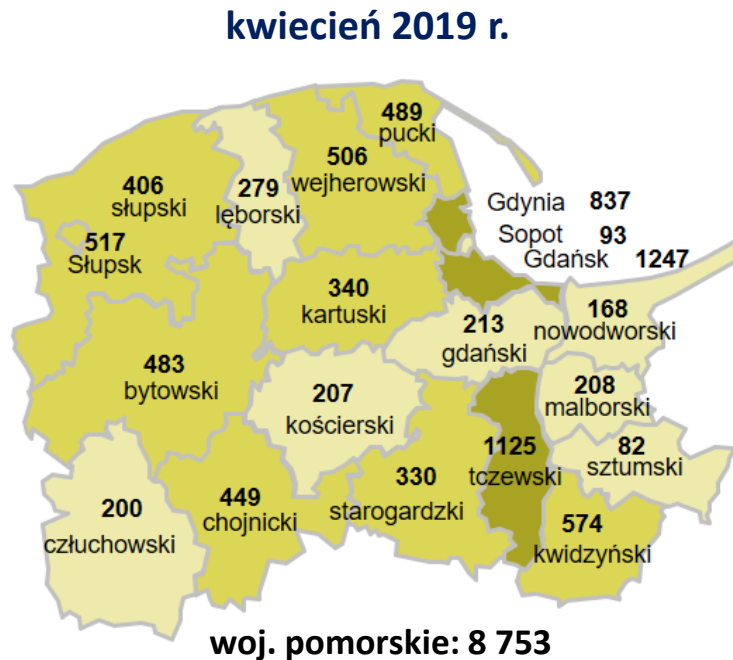 kwiecień 2019 r.
489
pucki
506
wejherowski
406
słupski
279
lęborski
Gdynia 837
Sopot 93
Gdańsk 1247
517
Słupsk
340
kartuski
168
nowodworski
213
gdański
483
bytowski
207
kościerski
208
malborski
1125
tczewski
82
sztumski
330
starogardzki
449
chojnicki
200
człuchowski
574
kwidzyński
woj. pomorskie: 8 753